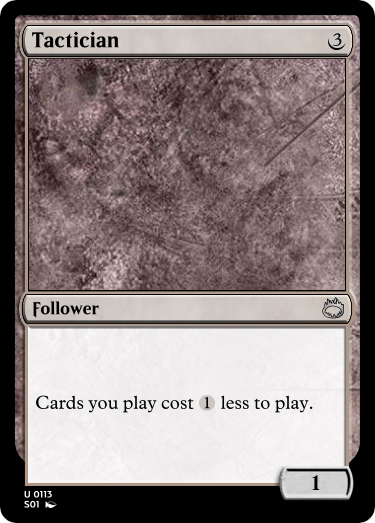 Tactician 3
Follower
Cards you play cost 1 less to play.
1
U 0113
S01